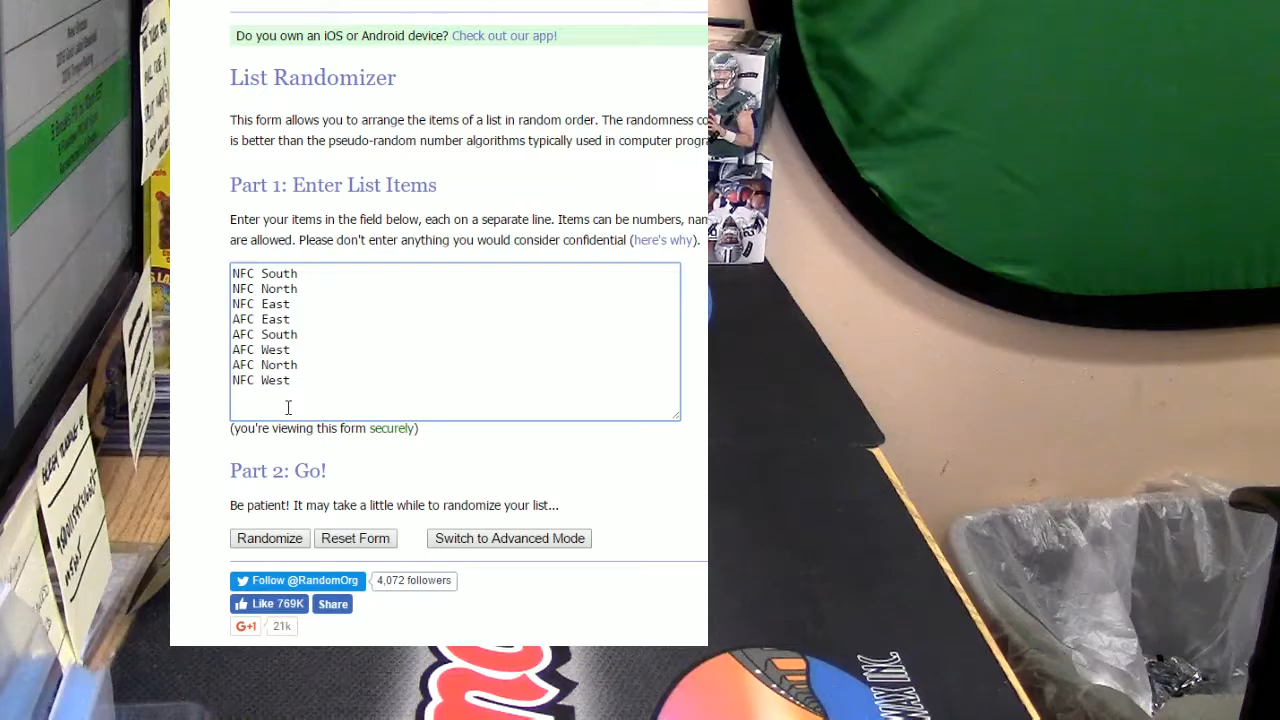 Do you own an iOS or Android device? Check out our app!
List Randomizer
This form allows you to arrange the items of a list in random order. The randomness
is better than the pseudo-random number algorithms typically used in computer
Part 1: Enter List Items
Enter your items in the field below, each on a separate line. Items can be numbers,
are allowed. Please don't enter anything you would consider confidential (here's why).
NFC South
NFC North
NFC East
AFC East
AFC South
AFC West
AFC North
NFC West
(you're viewing this form securely)
Part 2: Go!
Be patient! It may take a little while to randomize your list...
Randomize Reset Form Switch to Advanced Mode
Follow @RandomOrg 4,072 followers
Like 769K Share
G+1 21k
WAX INC